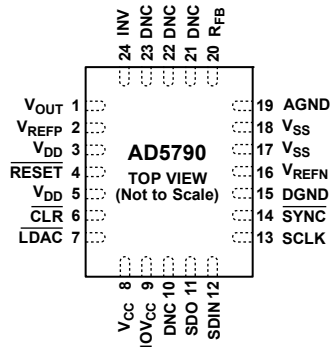 24 INV
23 DNC
22 DNC
21 DNC
20 RFB
VOUT 1
VREFP 2
VDD 3
RESET 4
VDD 5
CLR 6
LDAC 7
AD5790
TOP VIEW
(Not to Scale)
19 AGND
18 VSS
17 VSS
16 VREFN
15 DGND
14 SYNC
13 SCLK
VCC 8
IOVCC 9
DNC 10
SDO 11
SDIN 12